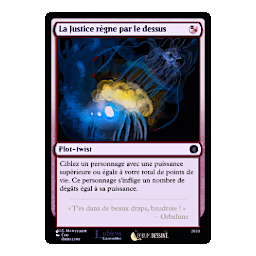 La Justice règne par le dessus
Plot-twist
Ciblez un personnage avec une puissance
supérieure ou égale à votre total de points de
vie. Ce personnage s'inflige un nombre de
dégâts égal à sa puissance.
«T'es dans de beaux draps, baudroie ! »
- Orbelune